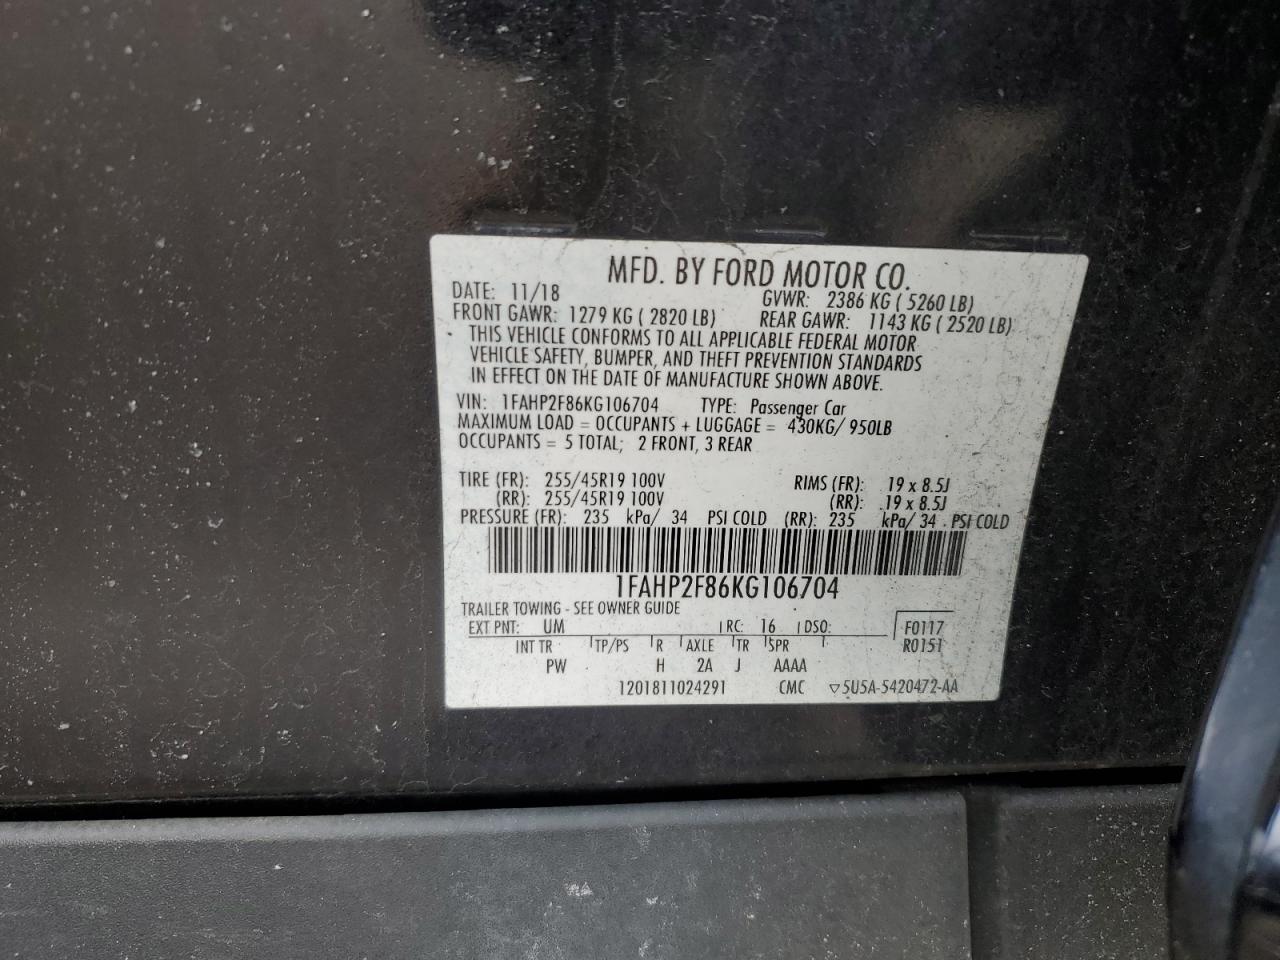 MFD. BY FORD MOTOR CO.
DATE: 11/18 GVWR: 2386 KG ( 5260 LB)
FRONT GAWR: 1279 KG ( 2820 LB) REAR GAWR: 1143 KG ( 2520 LB)
THIS VEHICLE CONFORMS TO ALL APPLICABLE FEDERAL MOTOR
VEHICLE SAFETY, BUMPER, AND THEFT PREVENTION STANDARDS
IN EFFECT ON THE DATE OF MANUFACTURE SHOWN ABOVE.
VIN: 1FAHP2F86KG106704 TYPE: Passenger Car
MAXIMUM LOAD = OCCUPANTS + LUGGAGE = 430KG/ 950LB
OCCUPANTS = 5 TOTAL; 2 FRONT, 3 REAR
TIRE (FR): 255/45R19 100V RIMS (FR): 19 x 8.5J
(RR): 255/45R19 100V (RR): 19 x 8.5J
PRESSURE (FR): 235 kPa/ 34 PSI COLD (RR): 235 kPa/ 34 PSI COLD
1FAHP2F86KG106704
TRAILER TOWING - SEE OWNER GUIDE
EXT PNT: UM RC: 16 DSO: F0117
INT TR TP/PS R AXLE TR SPR R0151
PW H 2A J AAAA
1201811024291 CMC ▽5U5A-5420472-AA